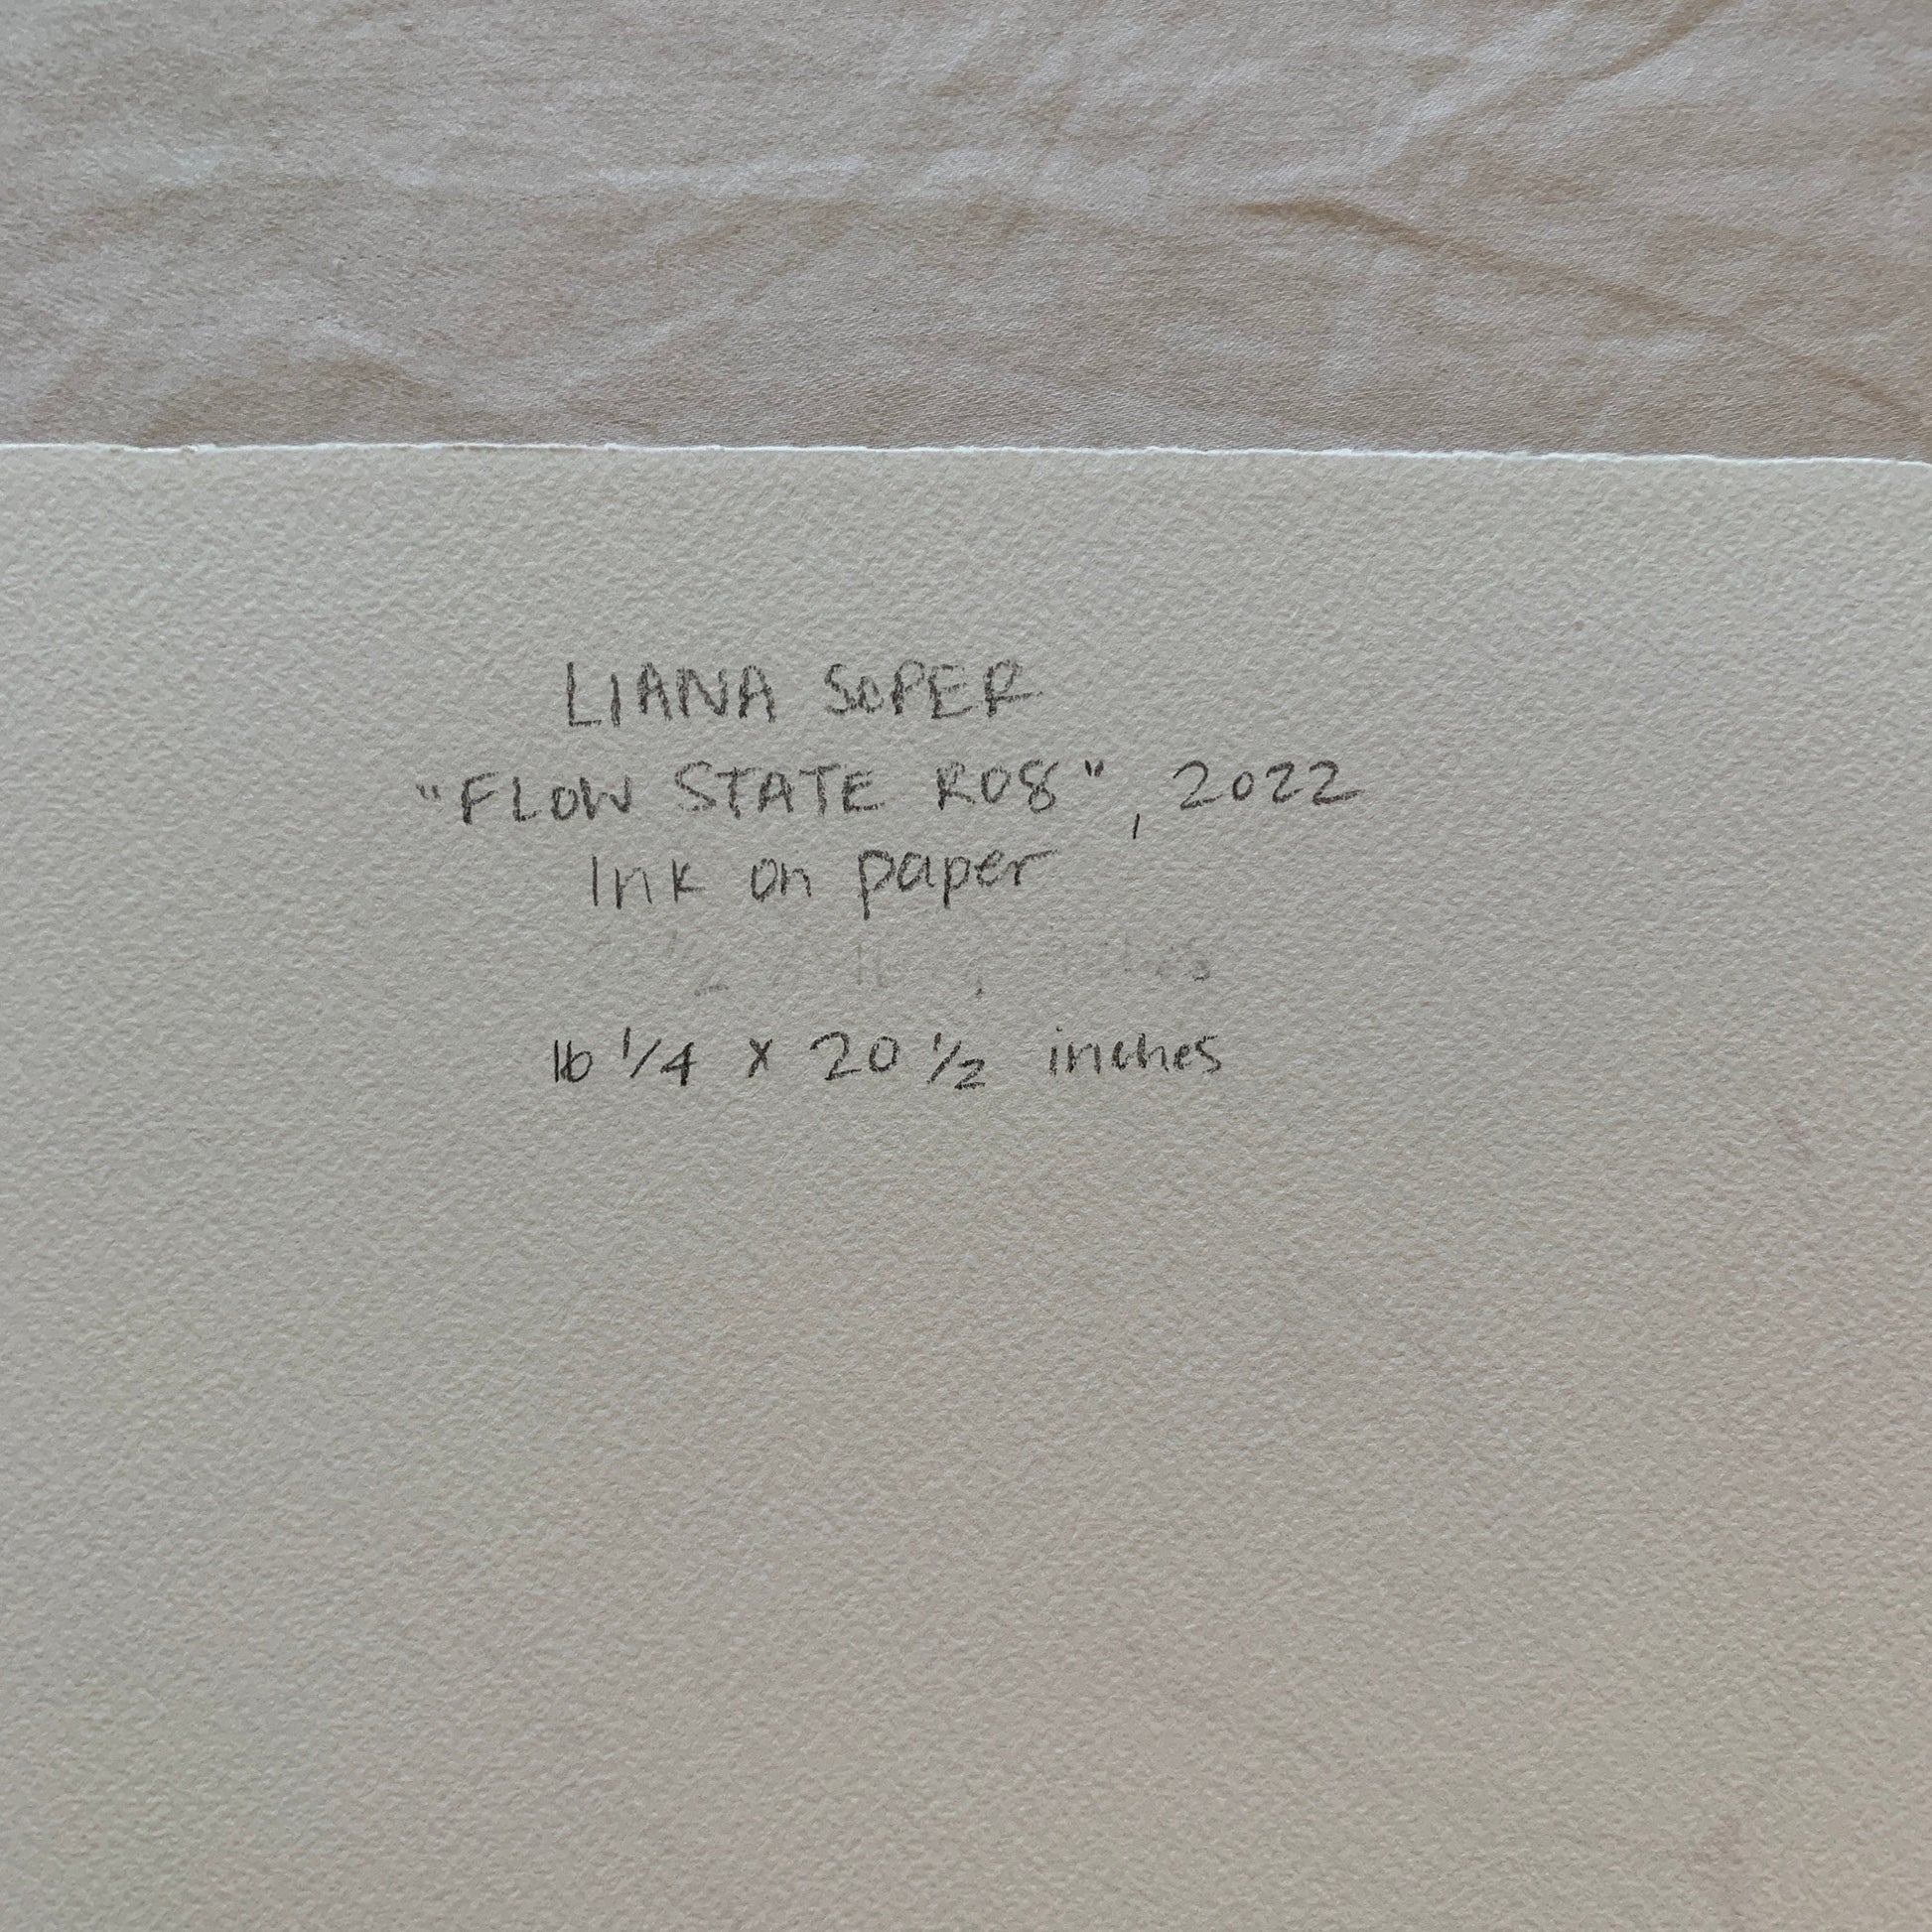 LIANA SOPER
"FLOW STATE R08", 2022
Ink on paper
16 1/4 x 20 1/2 inches